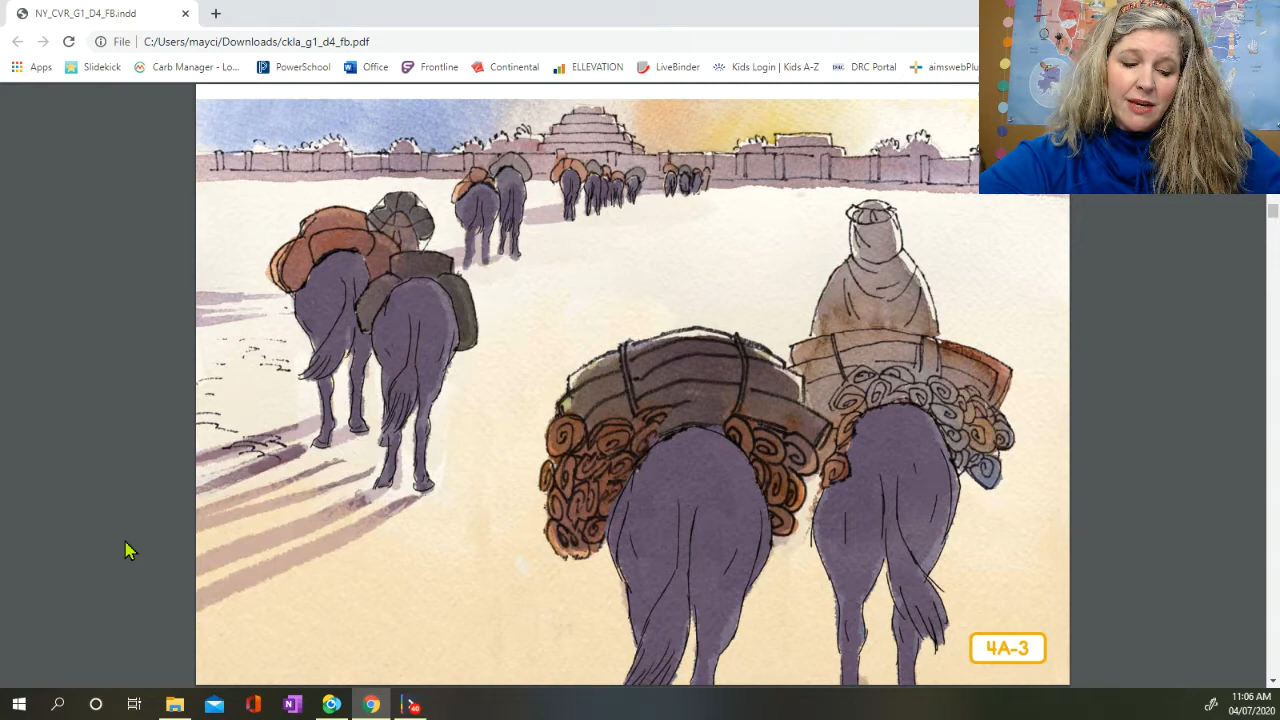 NY_CVR_G1_D4_FB.indd
File C:/Users/mayci/Downloads/ckla_g1_d4_fb.pdf
Apps Slidekick Carb Manager - Lo... PowerSchool Office Frontline Continental ELLEVATION LiveBinder Kids Login | Kids A-Z DRC Portal aimswebPlu
4A-3
40
11:06 AM
04/07/2020